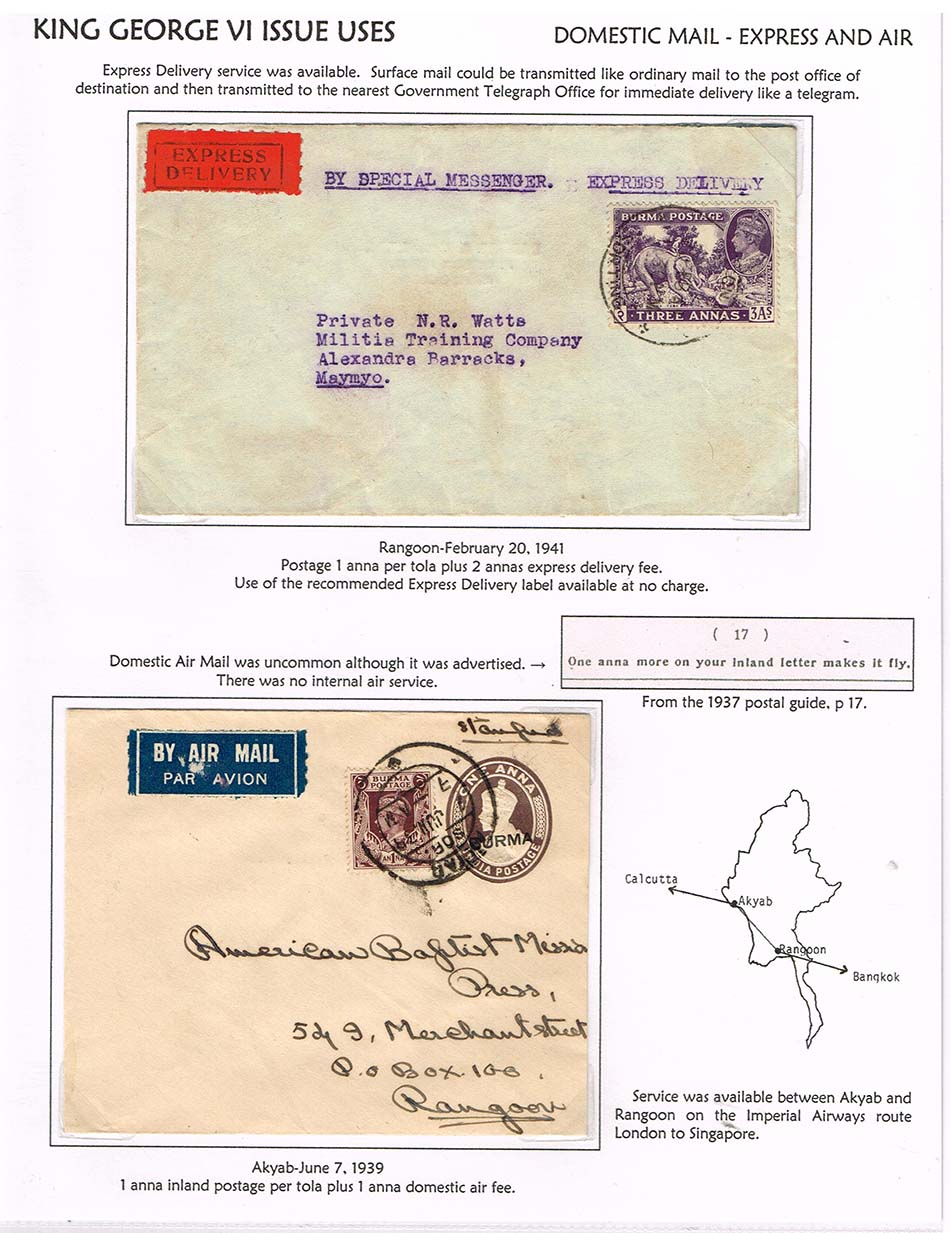 KING GEORGE VI ISSUE USES
DOMESTIC MAIL - EXPRESS AND AIR
Express Delivery service was available. Surface mail could be transmitted like ordinary mail to the post office of
destination and then transmitted to the nearest Government Telegraph Office for immediate delivery like a telegram.
EXPRESS
DELIVERY
BY SPECIAL MESSENGER. - EXPRESS DELIVERY
BURMA POSTAGE
THREE ANNAS 3As
Private N.R. Watts
Militia Training Company
Alexandra Barracks,
Maymyo.
Rangoon-February 20, 1941
Postage 1 anna per tola plus 2 annas express delivery fee.
Use of the recommended Express Delivery label available at no charge.
Domestic Air Mail was uncommon although it was advertised. →
There was no internal air service.
( 17 )
One anna more on your inland letter makes it fly.
From the 1937 postal guide, p 17.
BY AIR MAIL
PAR AVION
BURMA
POSTAGE
ONE ANNA
BURMA
INDIA POSTAGE
American Baptist Missn
Press,
Merchant street
P.o Box 106.
Rangoon
Calcutta
Akyab
Rangoon
Bangkok
Service was available between Akyab and
Rangoon on the Imperial Airways route
London to Singapore.
Akyab-June 7, 1939
1 anna inland postage per tola plus 1 anna domestic air fee.